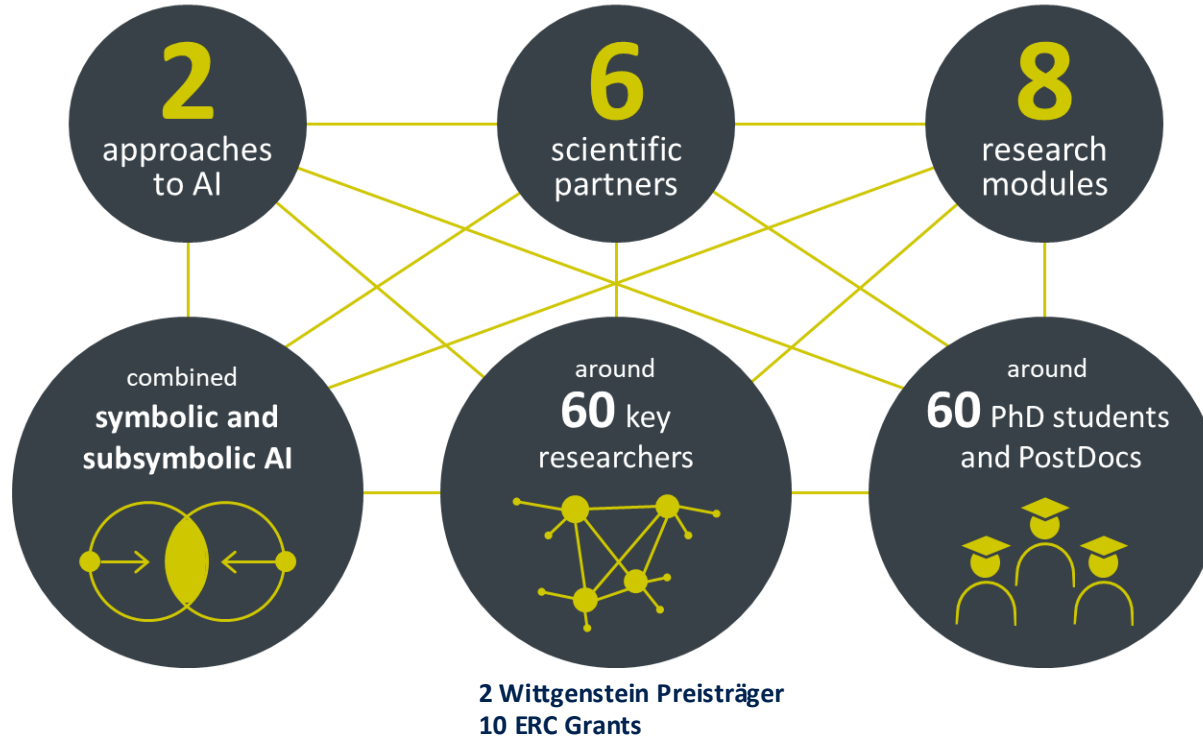 2
approaches
to AI
6
scientific
partners
8
research
modules
combined
symbolic and
subsymbolic AI
around
60 key
researchers
around
60 PhD students
and PostDocs
2 Wittgenstein Preisträger
10 ERC Grants